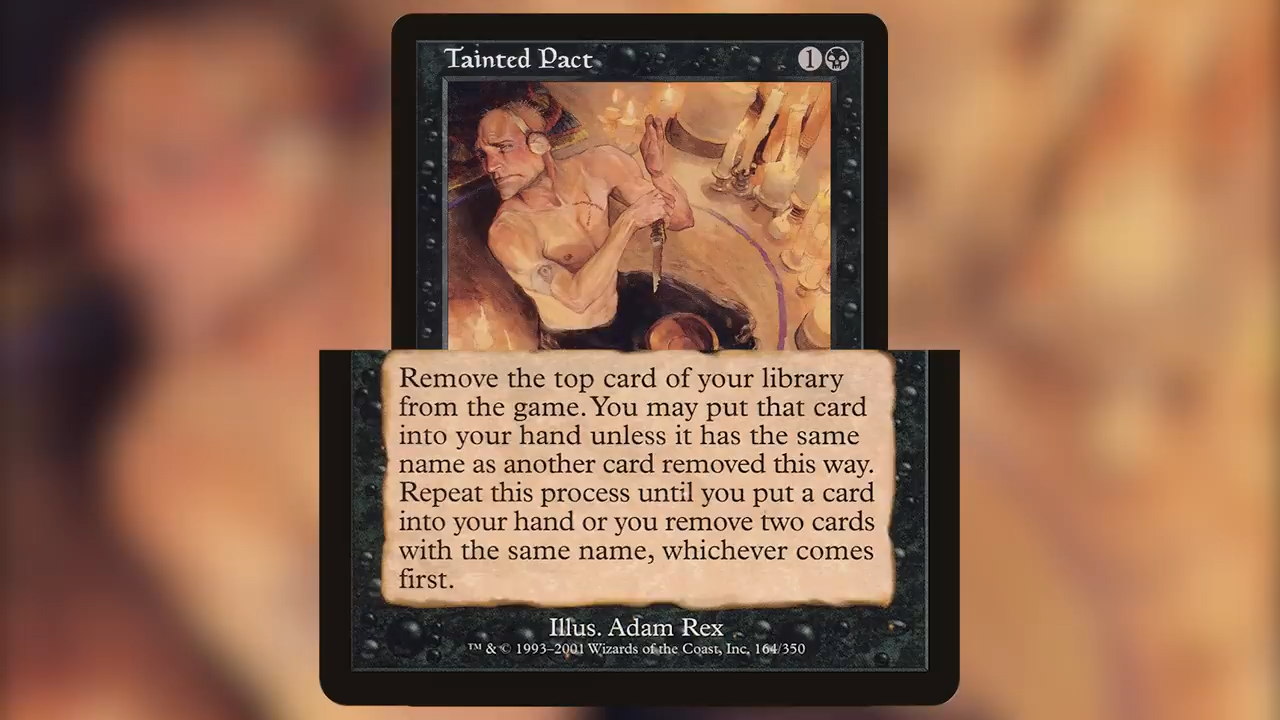 Tainted Pact 1
Remove the top card of your library
from the game. You may put that card
into your hand unless it has the same
name as another card removed this way.
Repeat this process until you put a card
into your hand or you remove two cards
with the same name, whichever comes
first.
Illus. Adam Rex
™ & © 1993–2001 Wizards of the Coast, Inc. 164/350